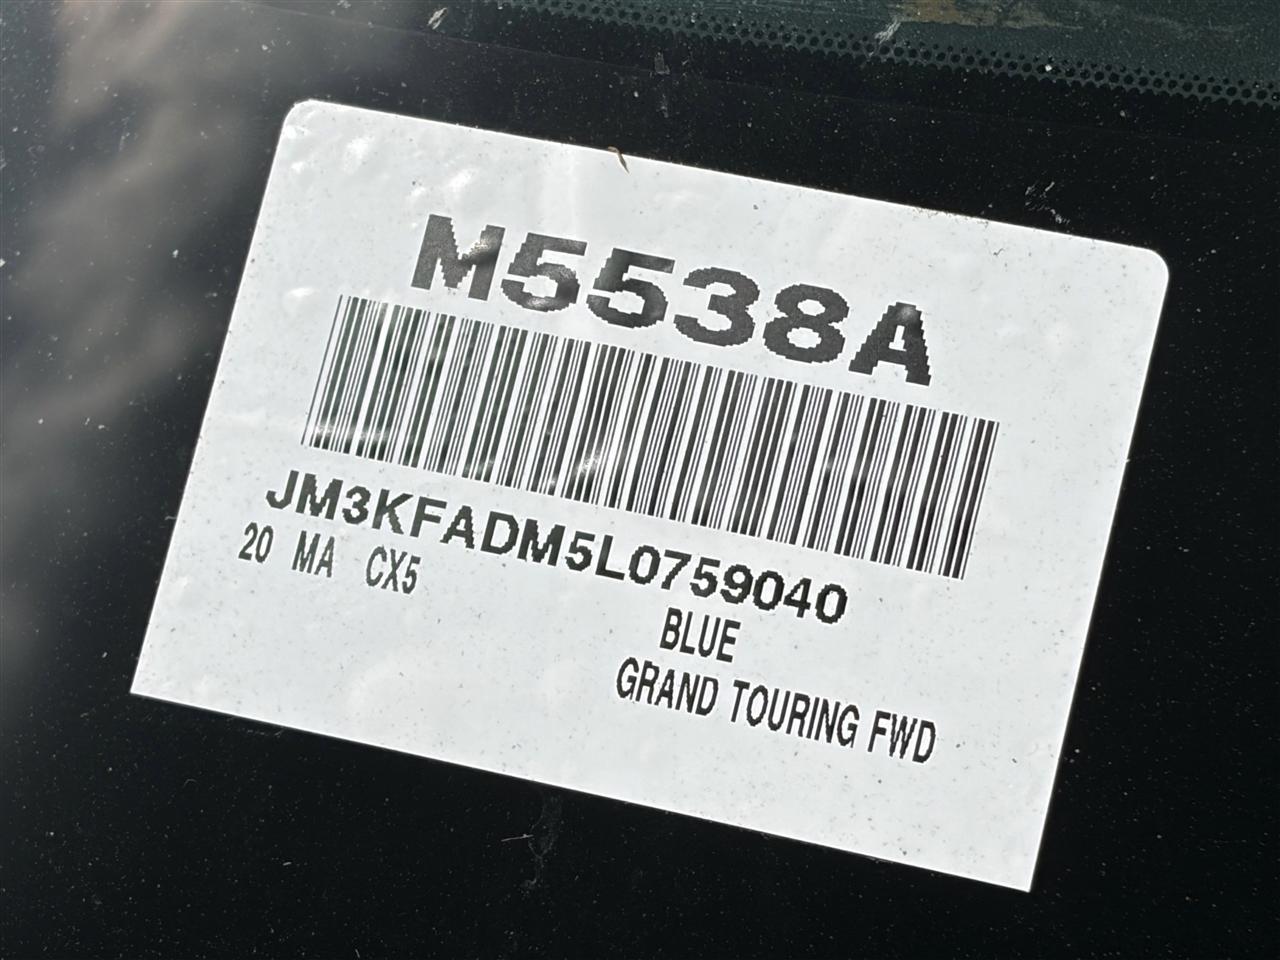 M5538A
JM3KFADM5L0759040
20 MA CX5
BLUE
GRAND TOURING FWD